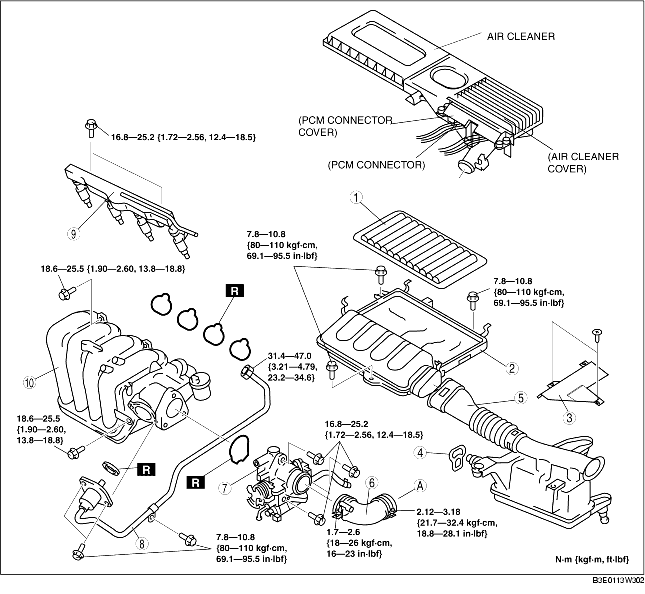 AIR CLEANER
(PCM CONNECTOR
COVER)
16.8—25.2 {1.72—2.56, 12.4—18.5}
(PCM CONNECTOR)
(AIR CLEANER
COVER)
1
9
7.8—10.8
{80—110 kgf·cm,
69.1—95.5 in·lbf}
18.6—25.5 {1.90—2.60, 13.8—18.8}
7.8—10.8
{80—110 kgf·cm,
69.1—95.5 in·lbf}
R
31.4—47.0
{3.21—4.79,
23.2—34.6}
2
10
5
3
18.6—25.5
{1.90—2.60,
13.8—18.8}
16.8—25.2
{1.72—2.56, 12.4—18.5}
4
R
R
7
6
A
2.12—3.18
{21.7—32.4 kgf·cm,
18.8—28.1 in·lbf}
8
7.8—10.8
{80—110 kgf·cm,
69.1—95.5 in·lbf}
1.7—2.6
{18—26 kgf·cm,
16—23 in·lbf}
N·m {kgf·m, ft·lbf}
B3E0113W302